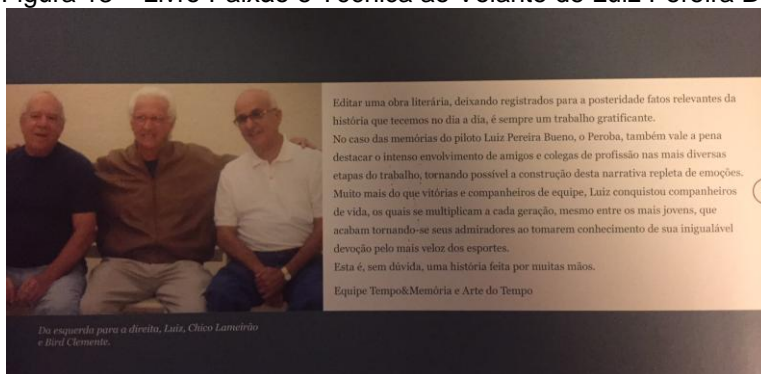 Figura 18 – Livro Paixão e Técnica ao Volante de Luiz Pereira
Editar uma obra literária, deixando registrados para a posteridade fatos relevantes da
história que tecemos no dia a dia, é sempre um trabalho gratificante.
No caso das memórias do piloto Luiz Pereira Bueno, o Peroba, também vale a pena
destacar o intenso envolvimento de amigos e colegas de profissão nas mais diversas
etapas do trabalho, tornando possível a construção desta narrativa repleta de emoções.
Muito mais do que vitórias e companheiros de equipe, Luiz conquistou companheiros
de vida, os quais se multiplicam a cada geração, mesmo entre os mais jovens, que
acabam tornando-se seus admiradores ao tomarem conhecimento de sua inigualável
devoção pelo mais veloz dos esportes.
Esta é, sem dúvida, uma história feita por muitas mãos.
Equipe Tempo&Memória e Arte do Tempo
Da esquerda para a direita, Luiz, Chico Lameirão
e Bird Clemente.